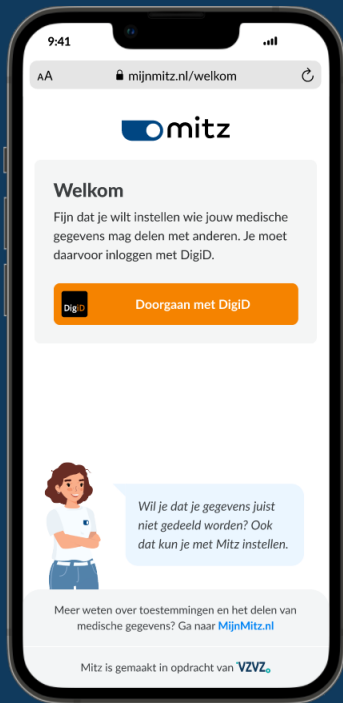 9:41
AA mijnmitz.nl/welkom
mitz
Welkom
Fijn dat je wilt instellen wie jouw medische
gegevens mag delen met anderen. Je moet
daarvoor inloggen met DigiD.
DigiD Doorgaan met DigiD
Wil je dat je gegevens juist
niet gedeeld worden? Ook
dat kun je met Mitz instellen.
Meer weten over toestemmingen en het delen van
medische gegevens? Ga naar MijnMitz.nl
Mitz is gemaakt in opdracht van VZVZ